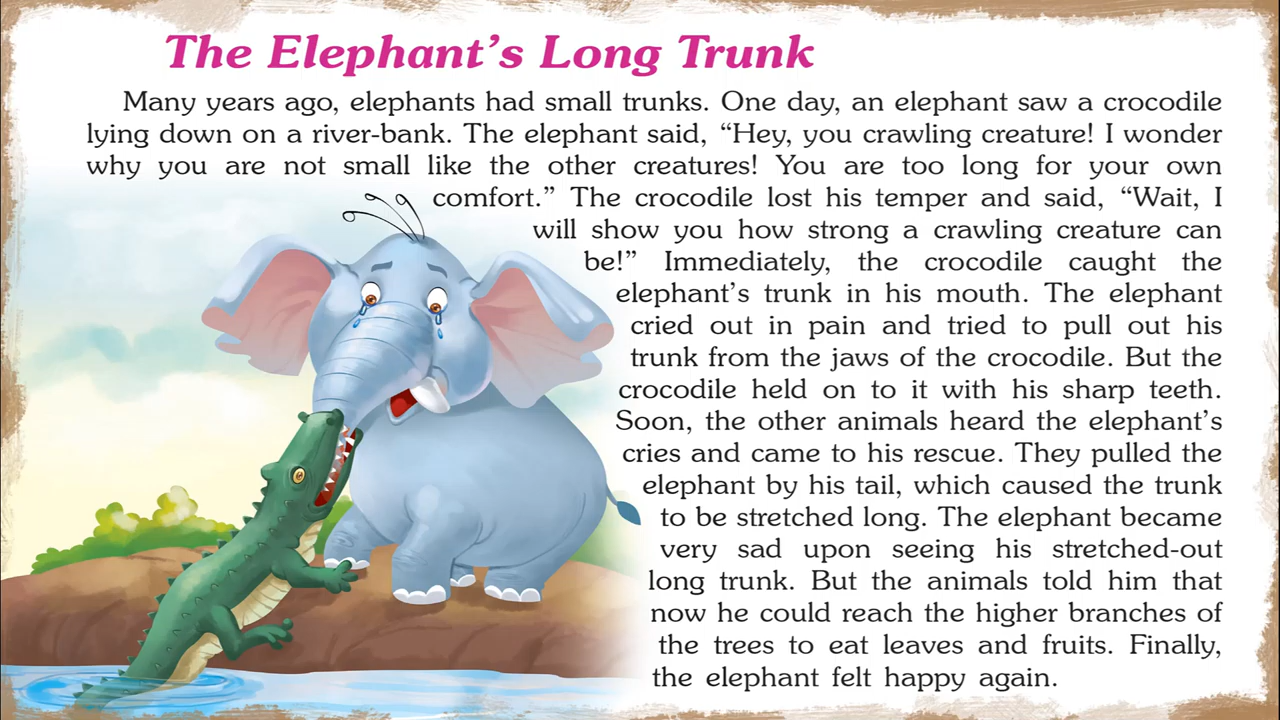 The Elephant's Long Trunk
Many years ago, elephants had small trunks. One day, an elephant saw a crocodile
lying down on a river-bank. The elephant said, “Hey, you crawling creature! I wonder
why you are not small like the other creatures! You are too long for your own
comfort.” The crocodile lost his temper and said, “Wait, I
will show you how strong a crawling creature can
be!” Immediately, the crocodile caught the
elephant's trunk in his mouth. The elephant
cried out in pain and tried to pull out his
trunk from the jaws of the crocodile. But the
crocodile held on to it with his sharp teeth.
Soon, the other animals heard the elephant's
cries and came to his rescue. They pulled the
elephant by his tail, which caused the trunk
to be stretched long. The elephant became
very sad upon seeing his stretched-out
long trunk. But the animals told him that
now he could reach the higher branches of
the trees to eat leaves and fruits. Finally,
the elephant felt happy again.